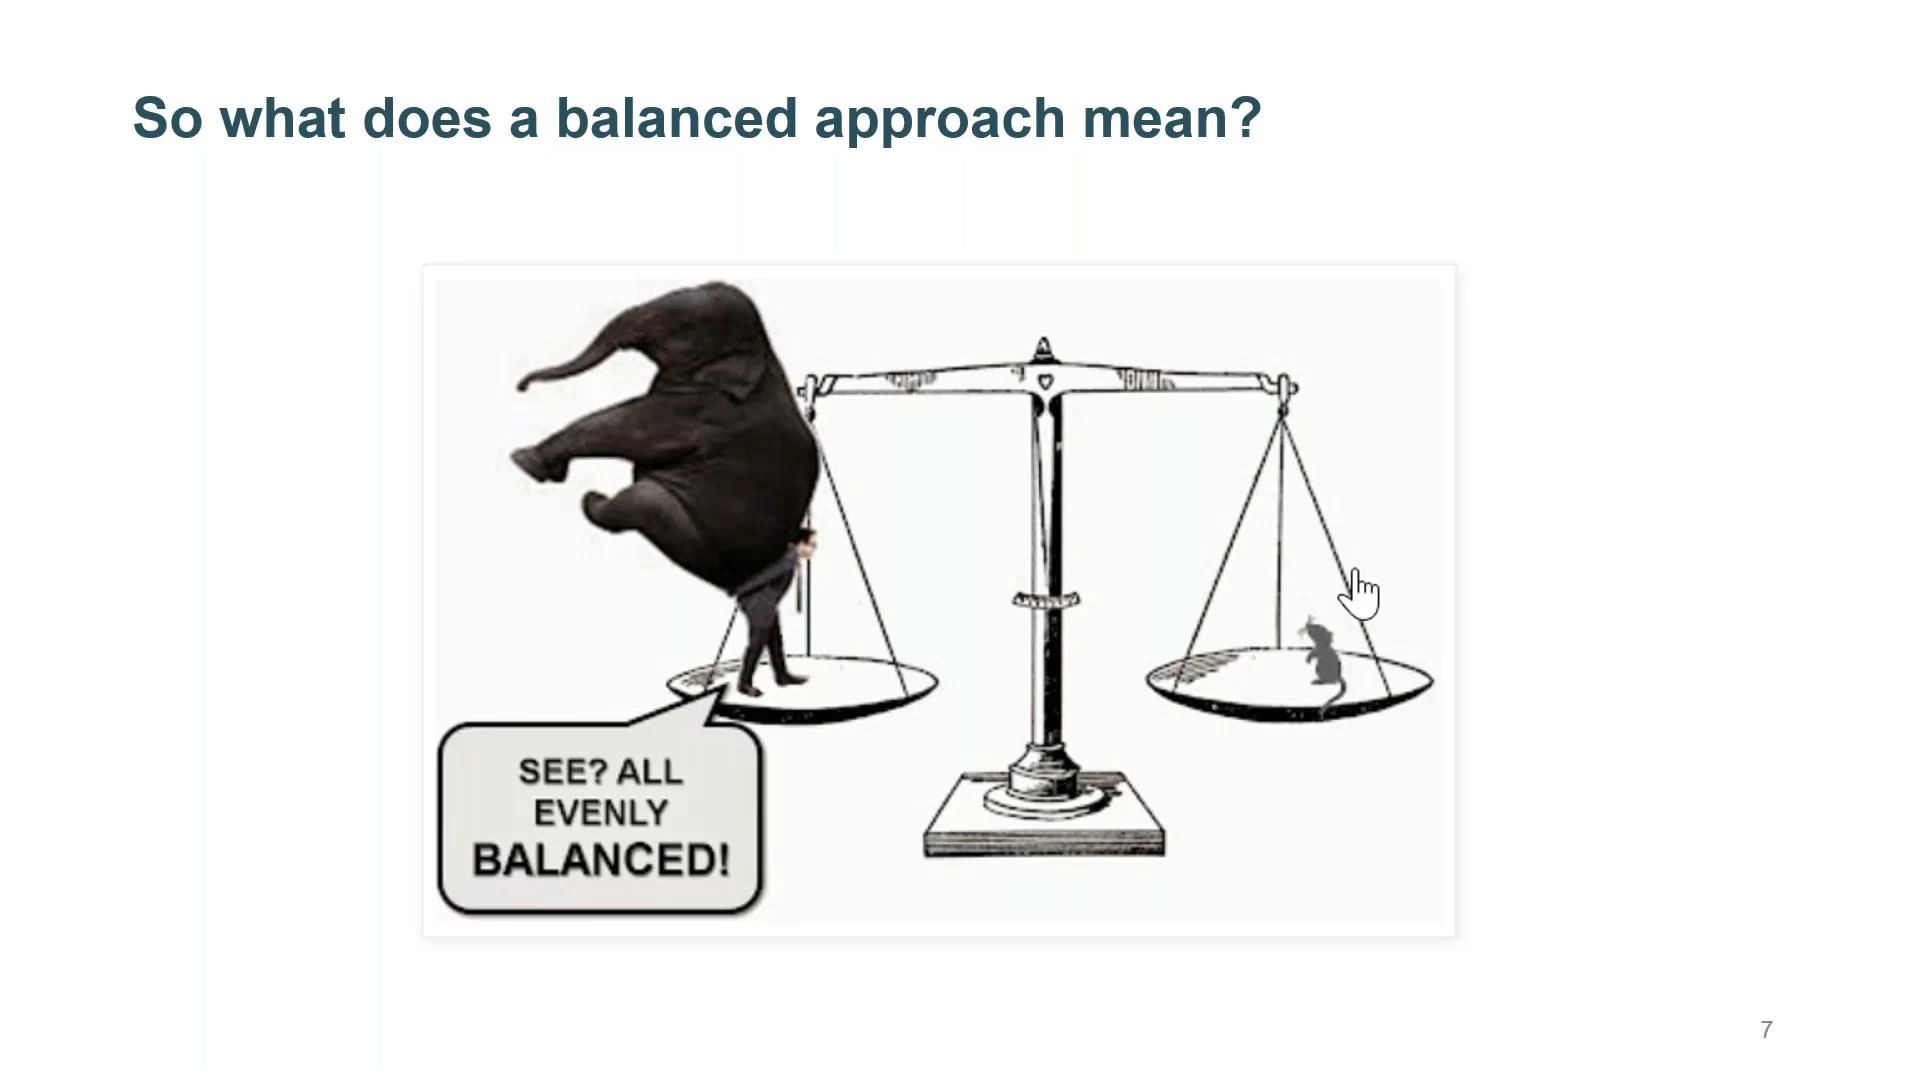 So what does a balanced approach mean?
SEE? ALL
EVENLY
BALANCED!
7